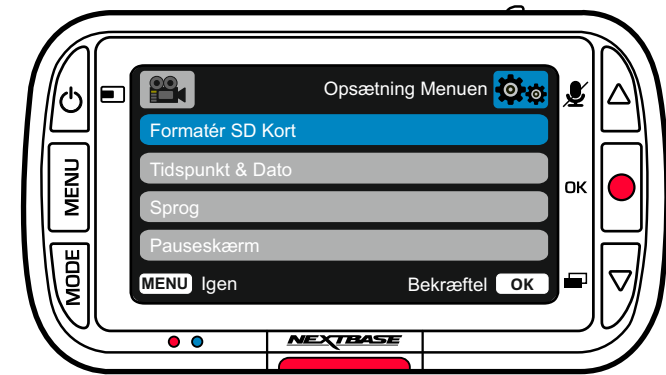 Opsætning Menuen
Formatér SD Kort
Tidspunkt & Dato
Sprog
Pauseskærm
MENU Igen Bekræftel OK
MENU
MODE
OK
NEXTBASE